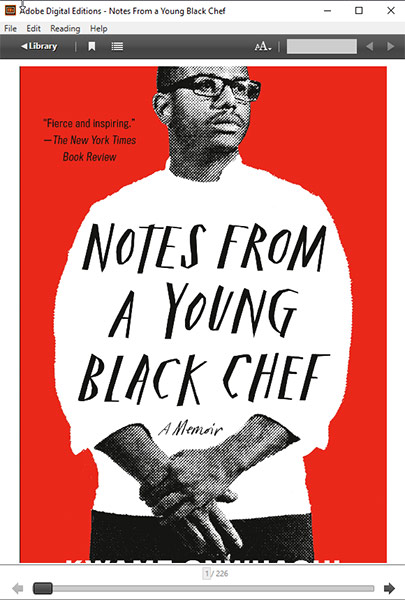 Adobe Digital Editions - Notes From a Young Black Chef
File Edit Reading Help
Library
AA
"Fierce and inspiring."
—The New York Times
Book Review
NOTES FROM
A YOUNG
BLACK CHEF
A Memoir
1 / 226